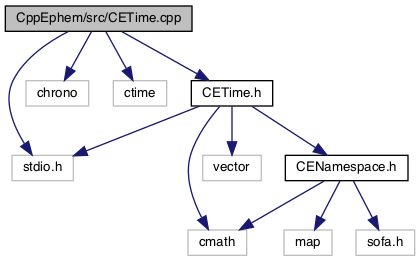 CppEphem/src/CETime.cpp
chrono
ctime
CETime.h
stdio.h
vector
CENamespace.h
cmath
map
sofa.h